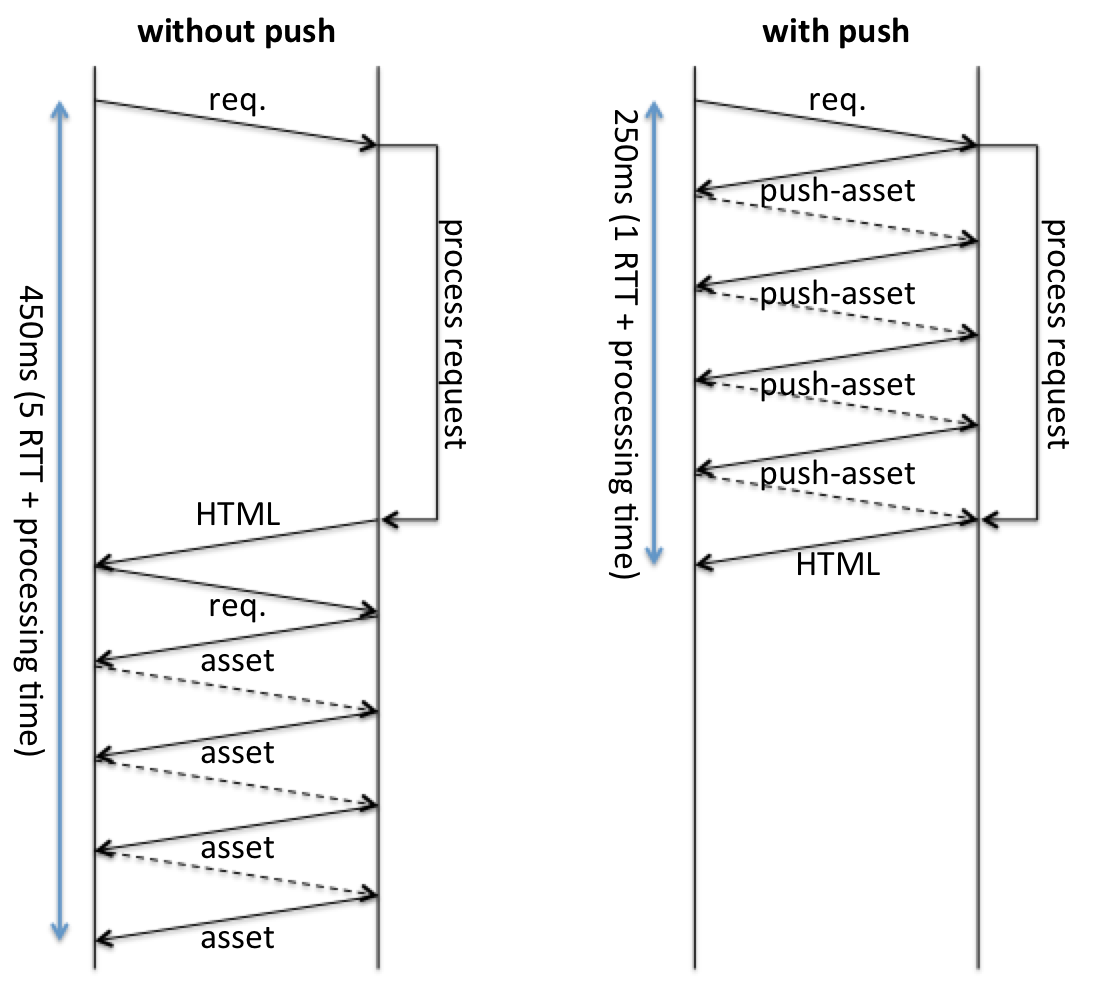 without push
req.
process request
450ms (5 RTT + processing time)
HTML
req.
asset
asset
asset
asset
with push
req.
250ms (1 RTT + processing time)
push-asset
push-asset
push-asset
push-asset
process request
HTML